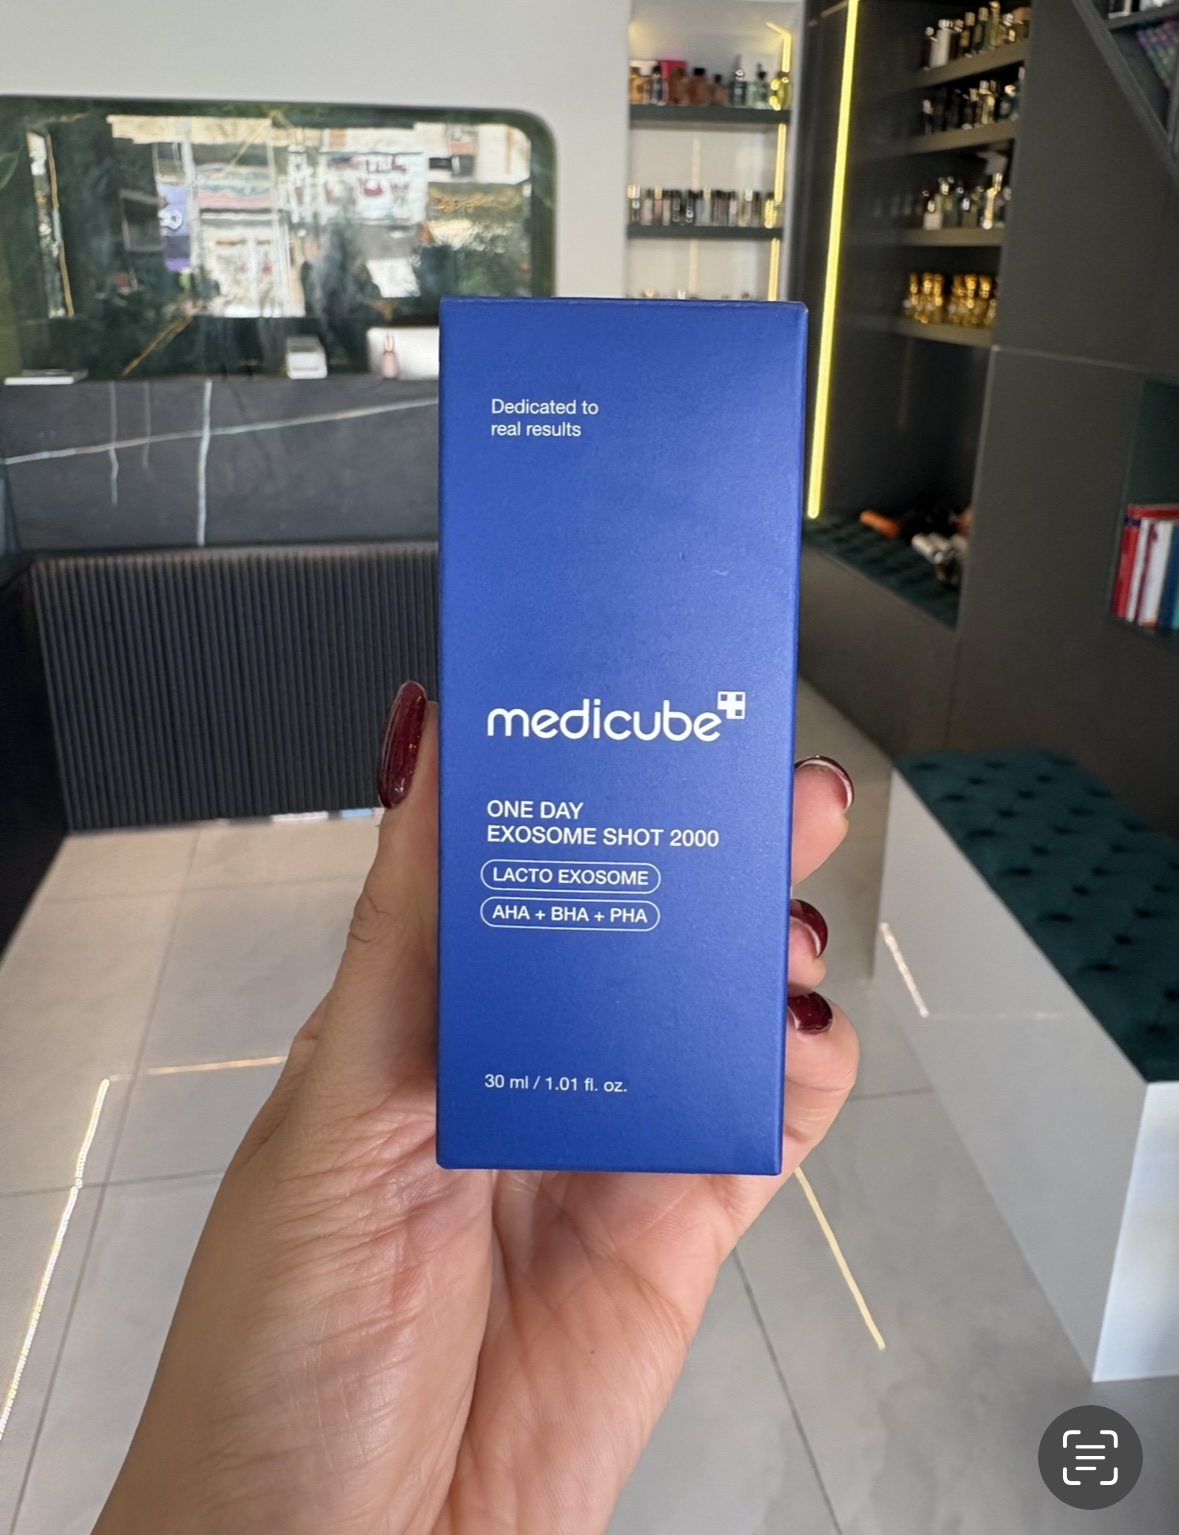 Dedicated to
real results
medicube
ONE DAY
EXOSOME SHOT 2000
LACTO EXOSOME
AHA + BHA + PHA
30 ml / 1.01 fl. oz.